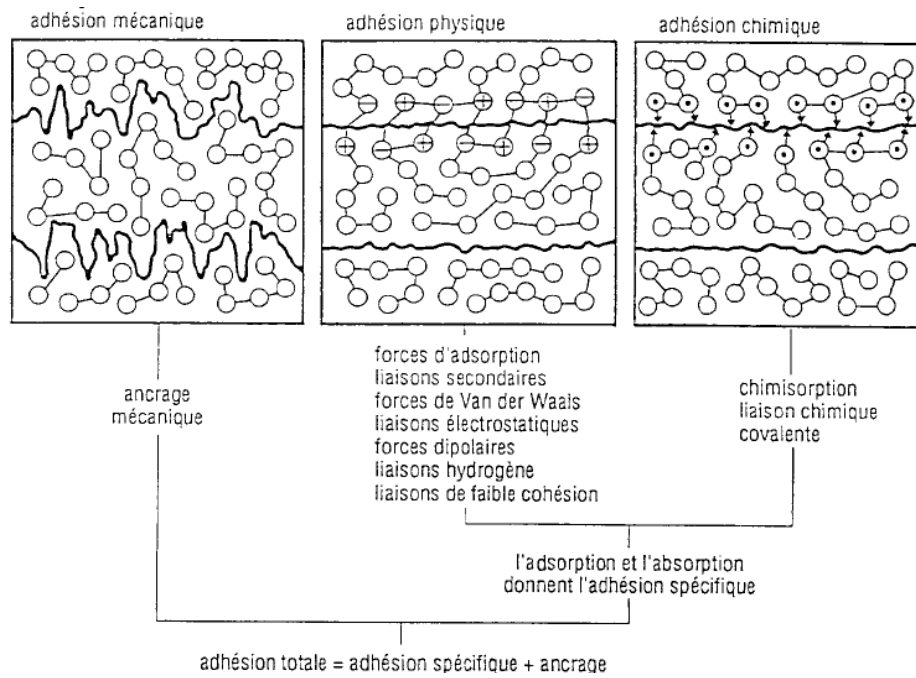 adhésion mécanique
adhésion physique
adhésion chimique
ancrage
mécanique
forces d'adsorption
liaisons secondaires
forces de Van der Waais
liaisons électrostatiques
forces dipolaires
liaisons hydrogène
liaisons de faible cohésion
chimisorption
liaison chimique
covalente
l'adsorption et l'absorption
donnent l'adhésion spécifique
adhésion totale = adhésion spécifique + ancrage